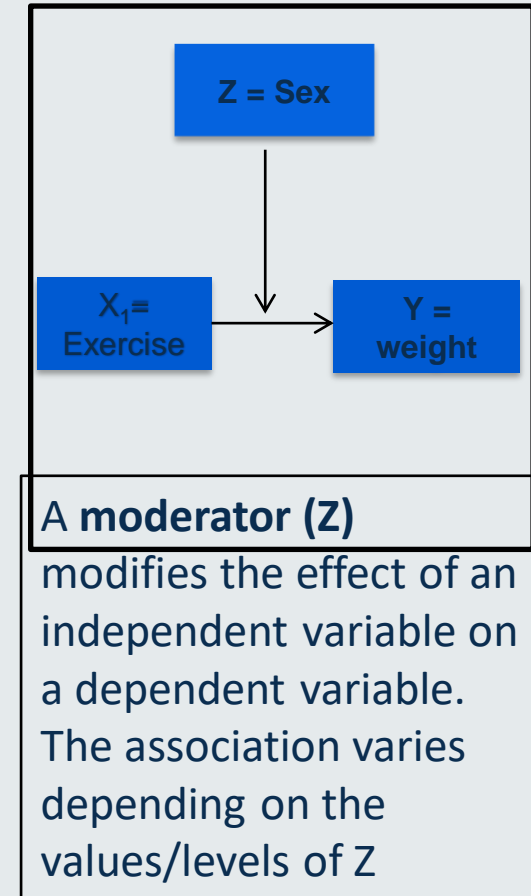 Z = Sex
X₁=
Exercise
Y =
weight
A moderator (Z)
modifies the effect of an
independent variable on
a dependent variable.
The association varies
depending on the
values/levels of Z